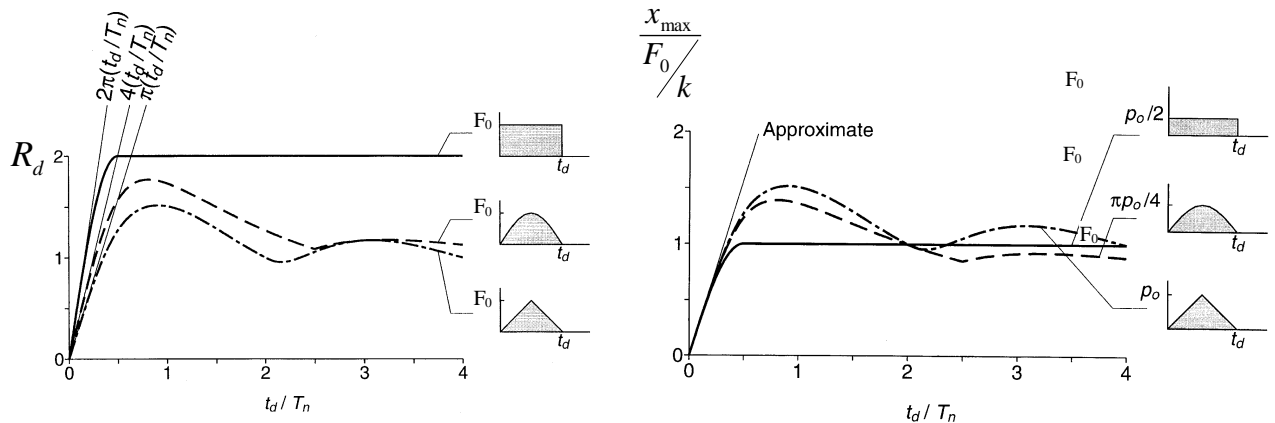 2π(t_d/T_n)
4(t_d/T_n)
π(t_d/T_n)
R_d
2
1
0
0 1 2 3 4
t_d / T_n
F₀
t_d
F₀
t_d
F₀
t_d
x_max
F₀/k
2
1
0
0 1 2 3 4
t_d / T_n
Approximate
F₀
p_o/2
t_d
F₀
πp_o/4
F₀
t_d
p_o
t_d